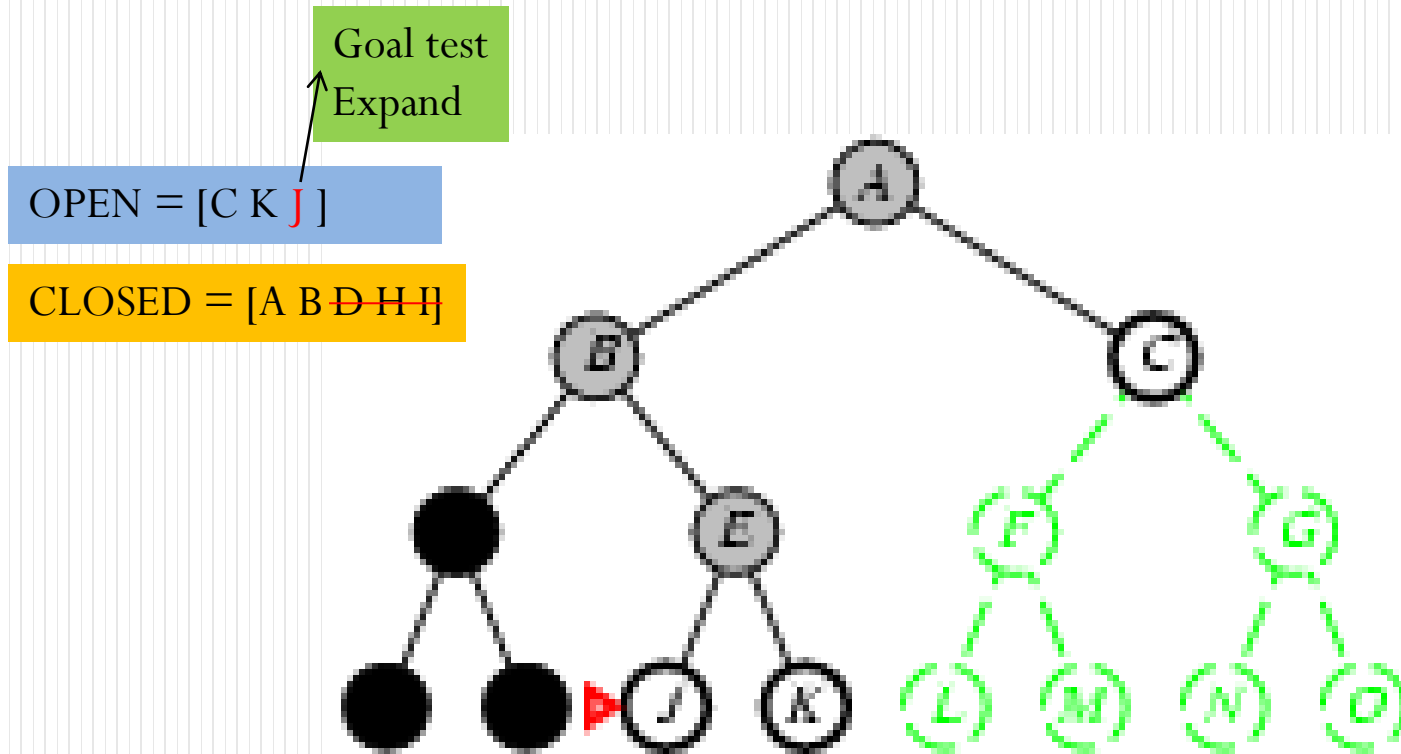 Goal test
Expand
OPEN = [C K J ]
CLOSED = [A B D H I]
A
B
C
E
F
G
J
K
L
M
N
O